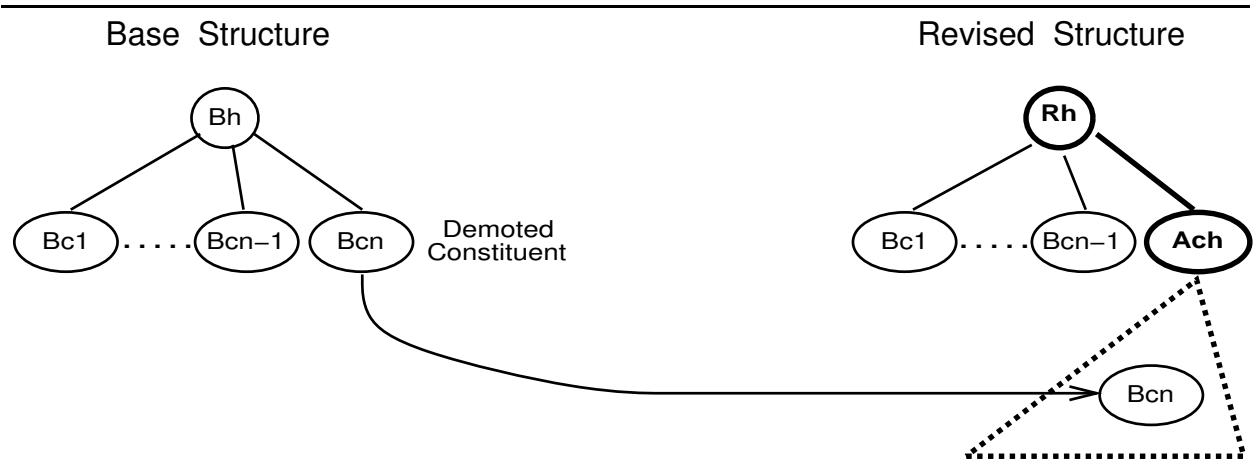 Base Structure
Revised Structure
Bh
Rh
Bc1 ..... Bcn−1 Bcn
Demoted
Constituent
Bc1 ..... Bcn−1 Ach
Bcn